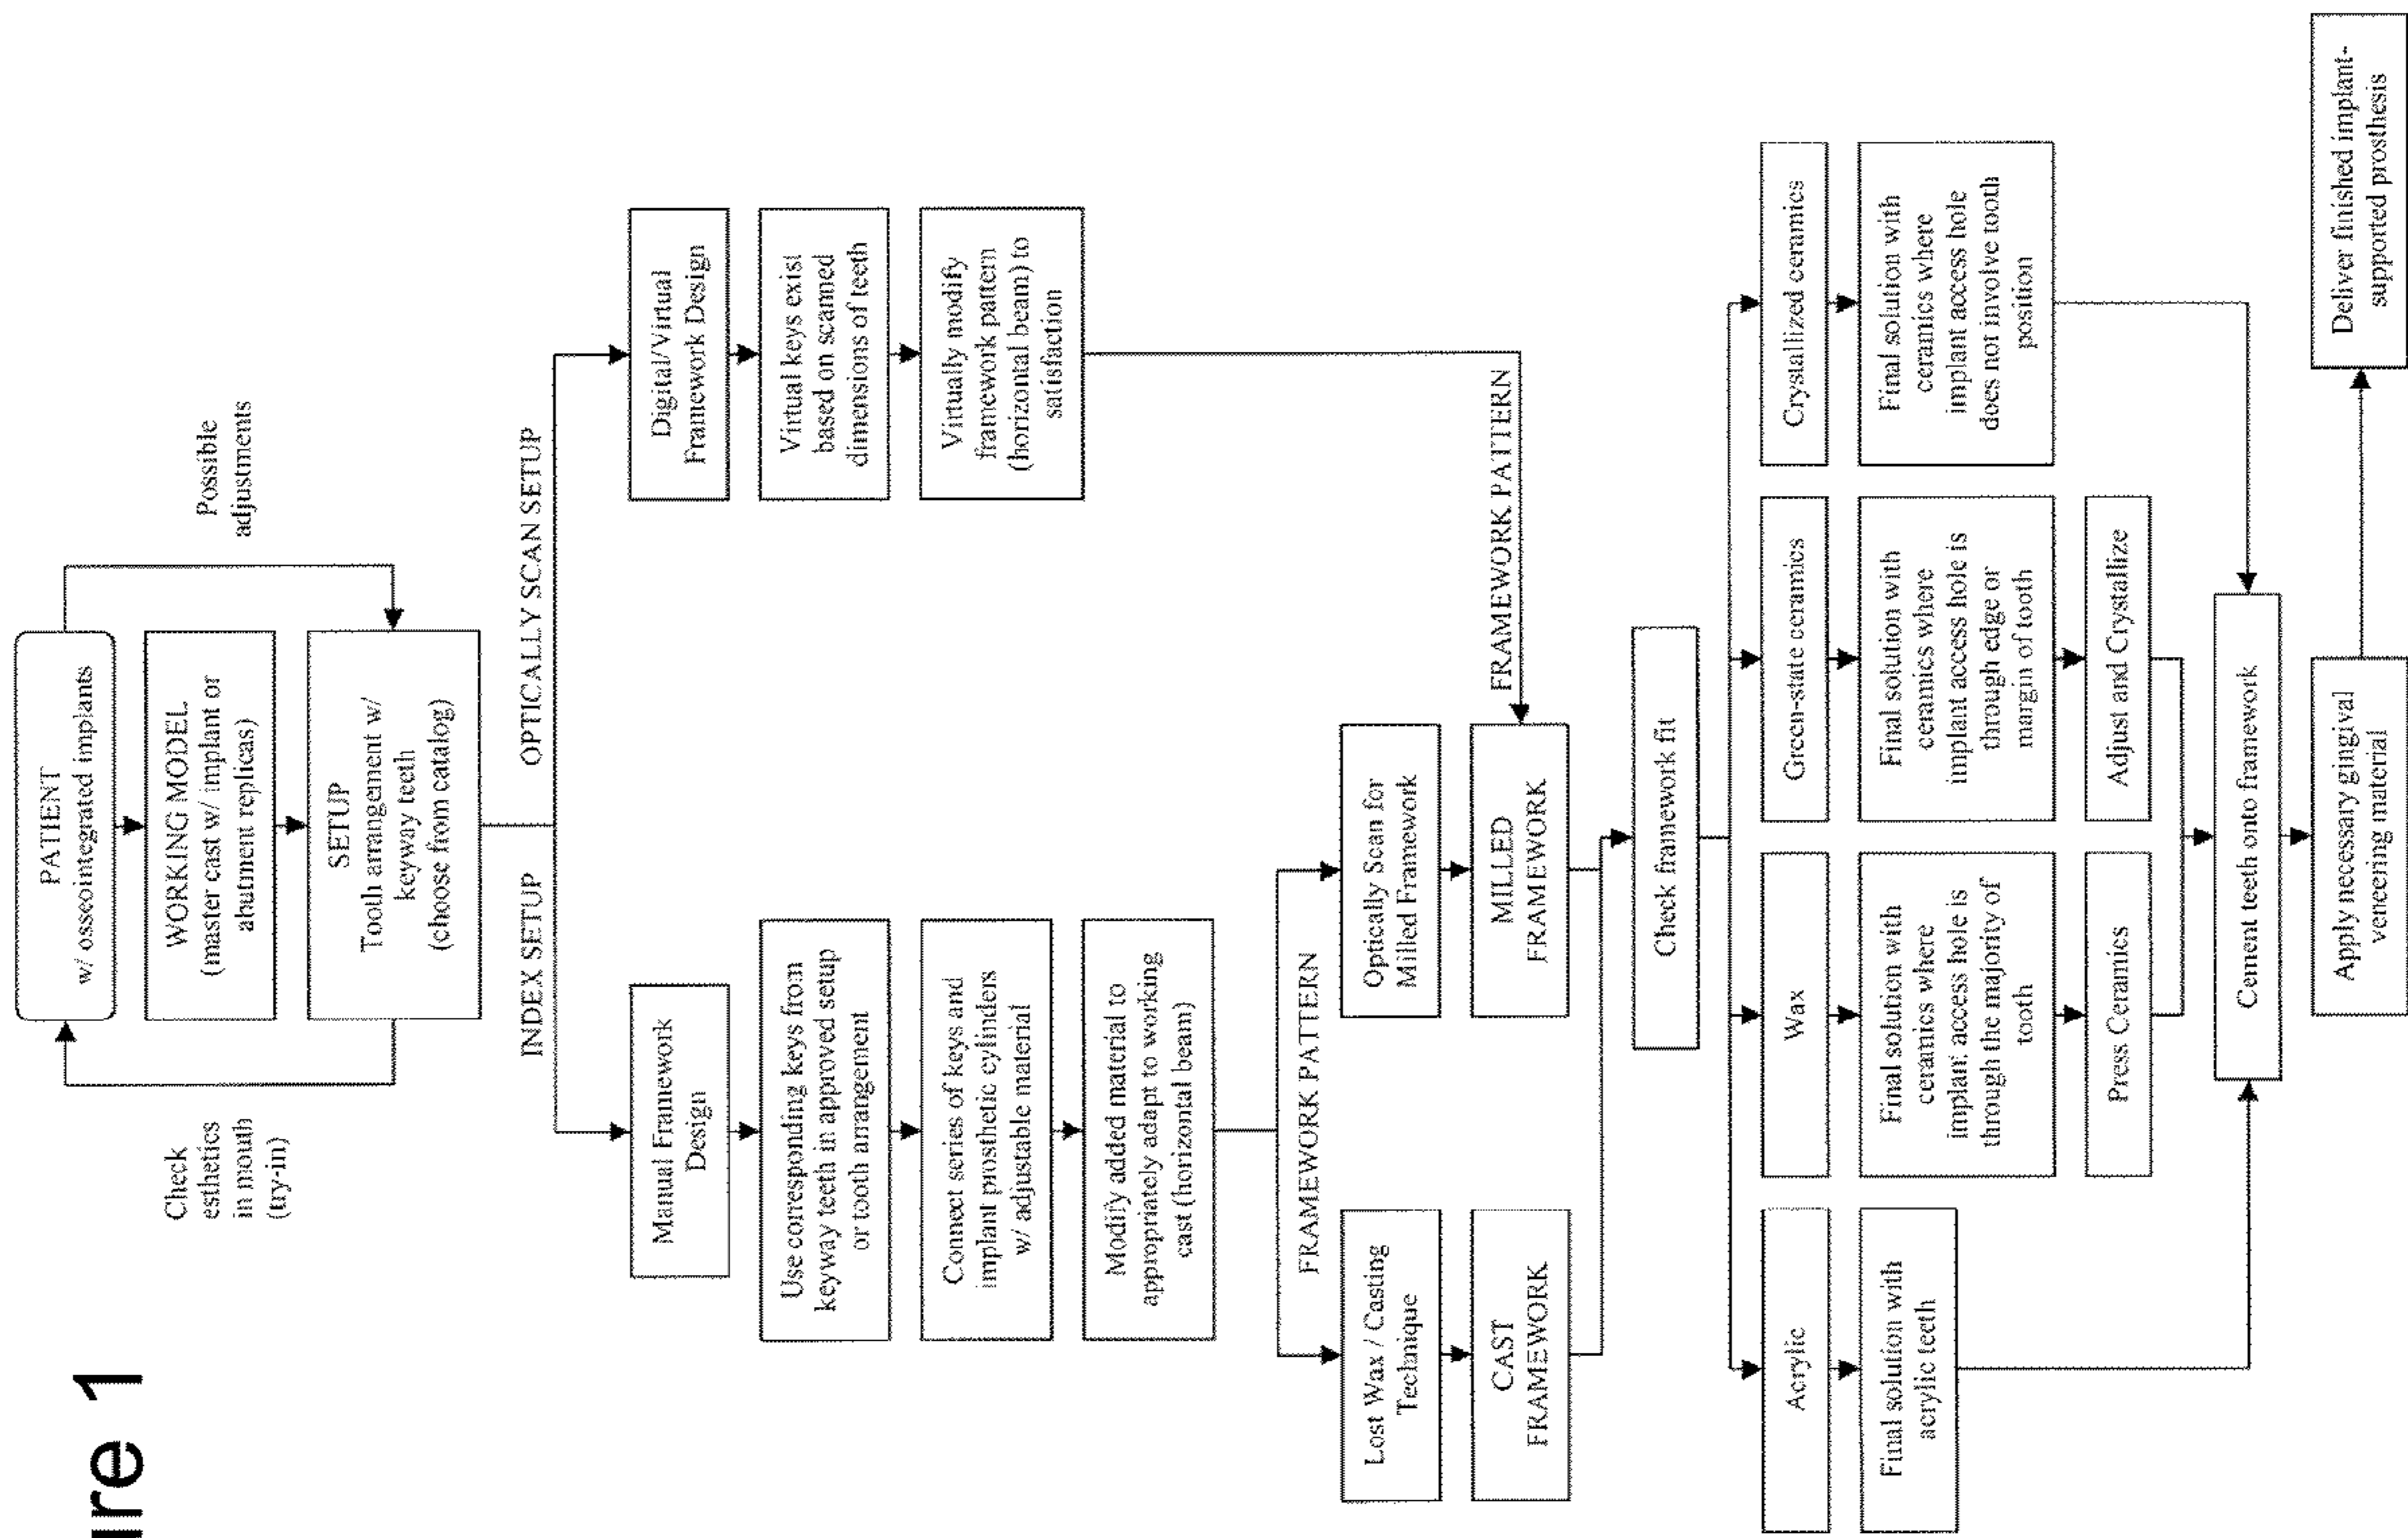 ure 1
PATIENT
w/ osseointegrated implants
WORKING MODEL
(master cast w/ implant or
abutment replicas)
SETUP
Tooth arrangement w/
keyway teeth
(choose from catalog)
Check
esthetics
in mouth
(try-in)
Possible
adjustments
INDEX SETUP
OPTICALLY SCAN SETUP
Manual Framework
Design
Use corresponding keys from
keyway teeth in approved setup
or tooth arrangement
Connect series of keys and
implant prosthetic cylinders
w/ adjustable material
Modify added material to
appropriately adapt to working
cast (horizontal beam)
Digital/Virtual
Framework Design
Virtual keys exist
based on scanned
dimensions of teeth
Virtually modify
framework pattern
(horizontal beam) to
satisfaction
FRAMEWORK PATTERN
FRAMEWORK PATTERN
Lost Wax / Casting
Technique
CAST
FRAMEWORK
Optically Scan for
Milled Framework
MILLED
FRAMEWORK
Check framework fit
Acrylic
Final solution with
acrylic teeth
Wax
Final solution with
ceramics where
implant access hole is
through the majority of
tooth
Press Ceramics
Green-state ceramics
Final solution with
ceramics where
implant access hole is
through edge or
margin of tooth
Adjust and Crystallize
Crystallized ceramics
Final solution with
ceramics where
implant access hole
does not involve tooth
position
Cement teeth onto framework
Apply necessary gingival
veneering material
Deliver finished implant-
supported prosthesis